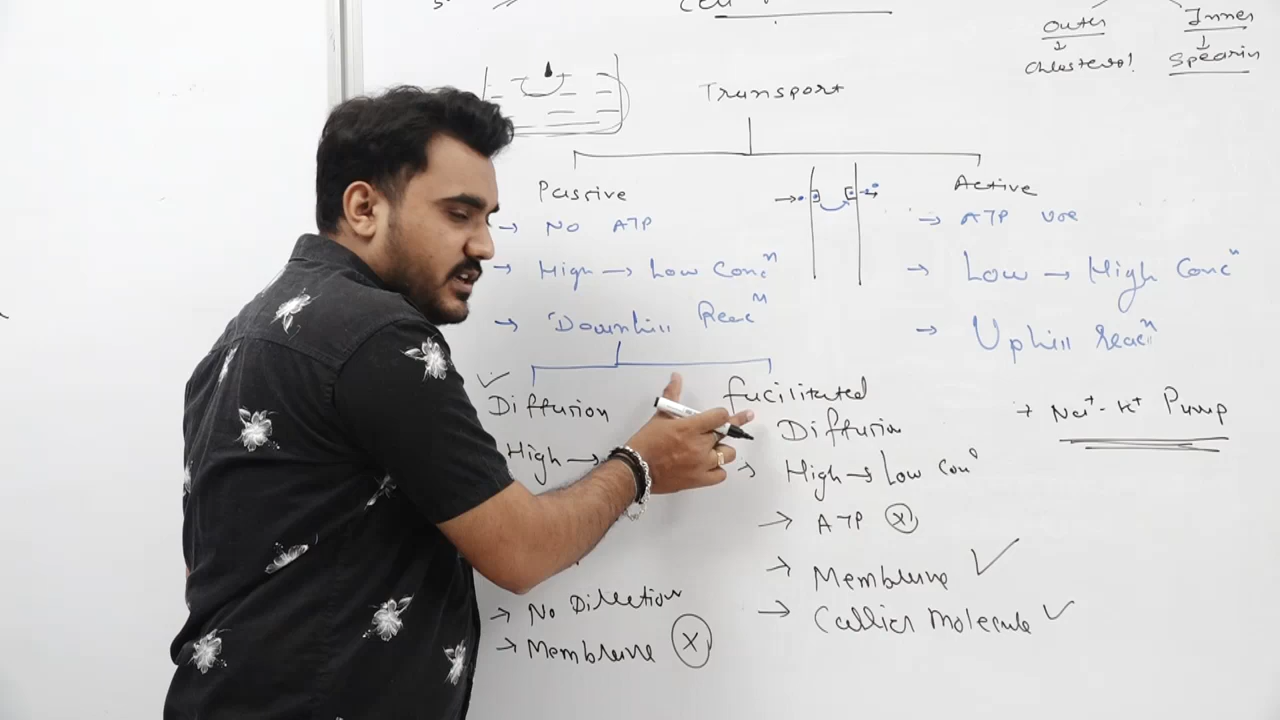 Cell
Outer
Inner
Cholesterol
Transport
Passive
→ No ATP
→ High → Low Concⁿ
→ Downhill Reacⁿ
Active
→ ATP use
→ Low → High Concⁿ
→ Uphill reacⁿ
→ Na⁺-K⁺ Pump
✓
Diffusion
High →
→ No Direction
→ Membrane X
facilitated
Diffusion
→ High → Low Conⁿ
→ ATP X
→ Membrane ✓
→ Carrier Molecule ✓